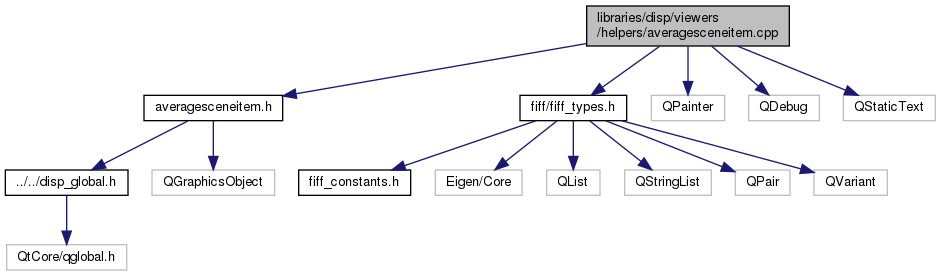 libraries/disp/viewers
/helpers/averagesceneitem.cpp
averagesceneitem.h
fiff/fiff_types.h
QPainter
QDebug
QStaticText
../../disp_global.h
QGraphicsObject
fiff_constants.h
Eigen/Core
QList
QStringList
QPair
QVariant
QtCore/qglobal.h